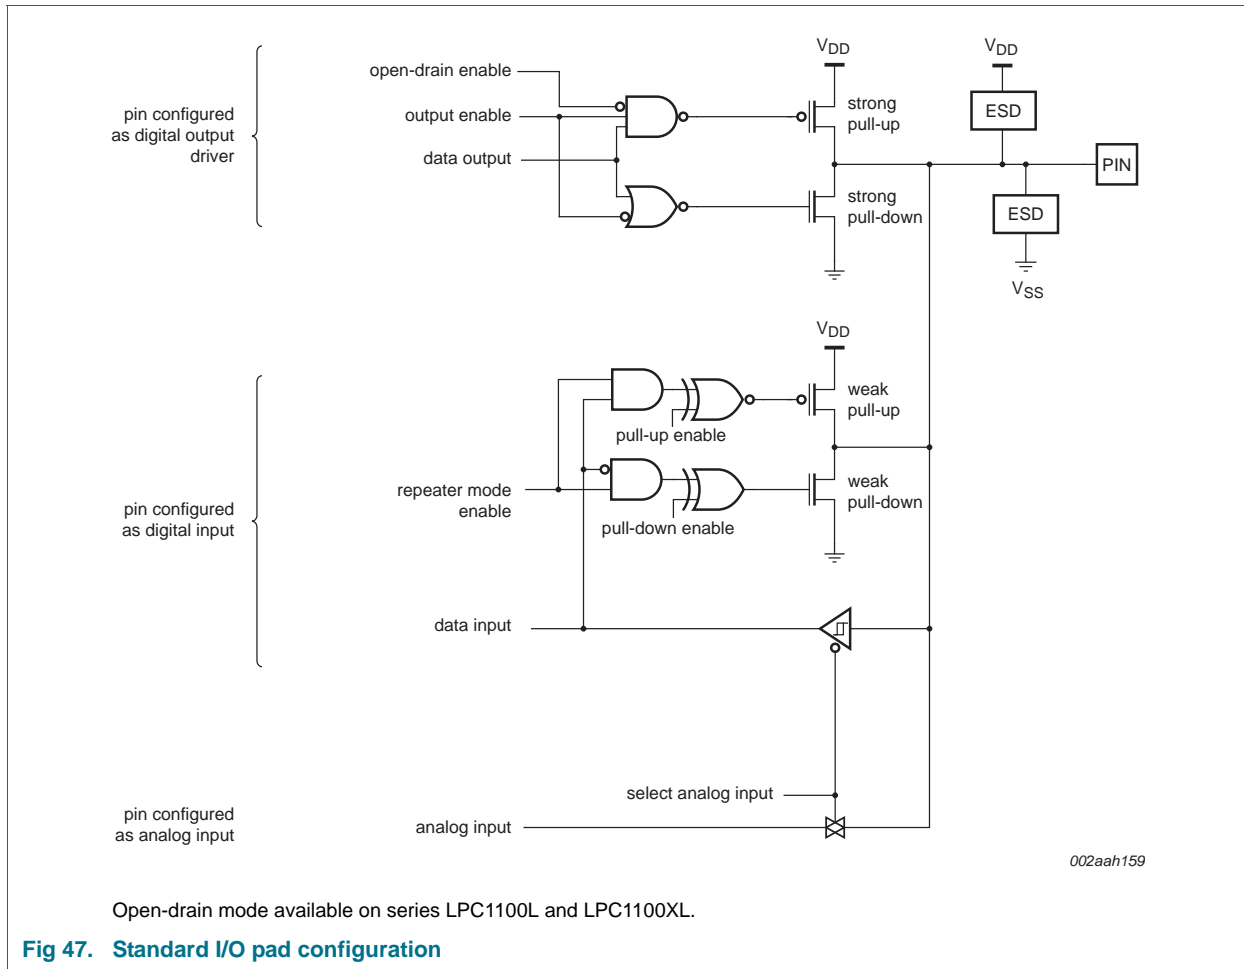 open-drain enable
output enable
data output
pin configured
as digital output
driver
VDD
strong
pull-up
strong
pull-down
VDD
ESD
PIN
ESD
VSS
VDD
weak
pull-up
pull-up enable
weak
pull-down
pull-down enable
repeater mode
enable
pin configured
as digital input
data input
select analog input
analog input
pin configured
as analog input
002aah159
Open-drain mode available on series LPC1100L and LPC1100XL.
Fig 47. Standard I/O pad configuration